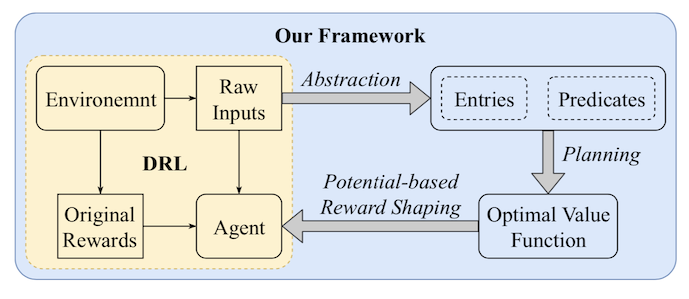 Our Framework
Environemnt
Raw
Inputs
Abstraction
Entries
Predicates
DRL
Planning
Potential-based
Reward Shaping
Original
Rewards
Agent
Optimal Value
Function